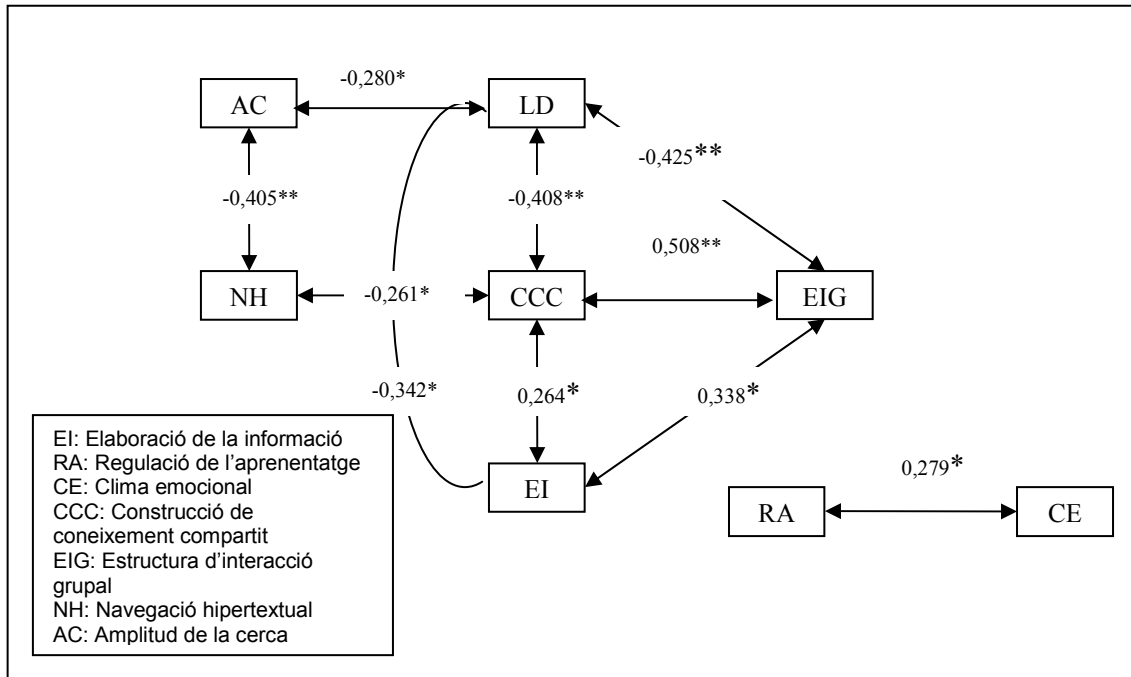 -0,280*
AC
LD
-0,425**
-0,405**
-0,408**
0,508**
NH
-0,261*
CCC
EIG
-0,342*
0,264*
0,338*
EI: Elaboració de la informació
RA: Regulació de l'aprenentatge
CE: Clima emocional
CCC: Construcció de
coneixement compartit
EIG: Estructura d'interacció
grupal
NH: Navegació hipertextual
AC: Amplitud de la cerca
EI
0,279*
RA
CE